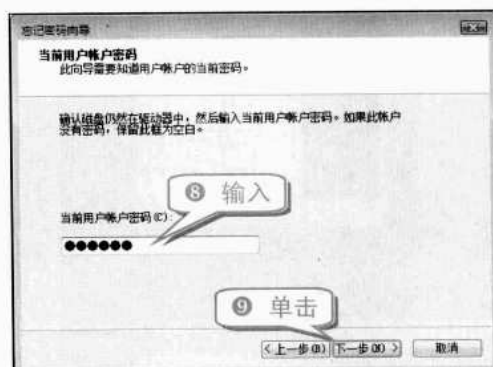 忘记密码向导
当前用户帐户密码
此向导需要知道用户帐户的当前密码。
确认磁盘仍然在驱动器中，然后输入当前用户帐户密码。如果此帐户
没有密码，保留此框为空白。
❽ 输入
当前用户帐户密码(C):
●●●●●●
❾ 单击
<上一步(B) 下一步(N)> 取消